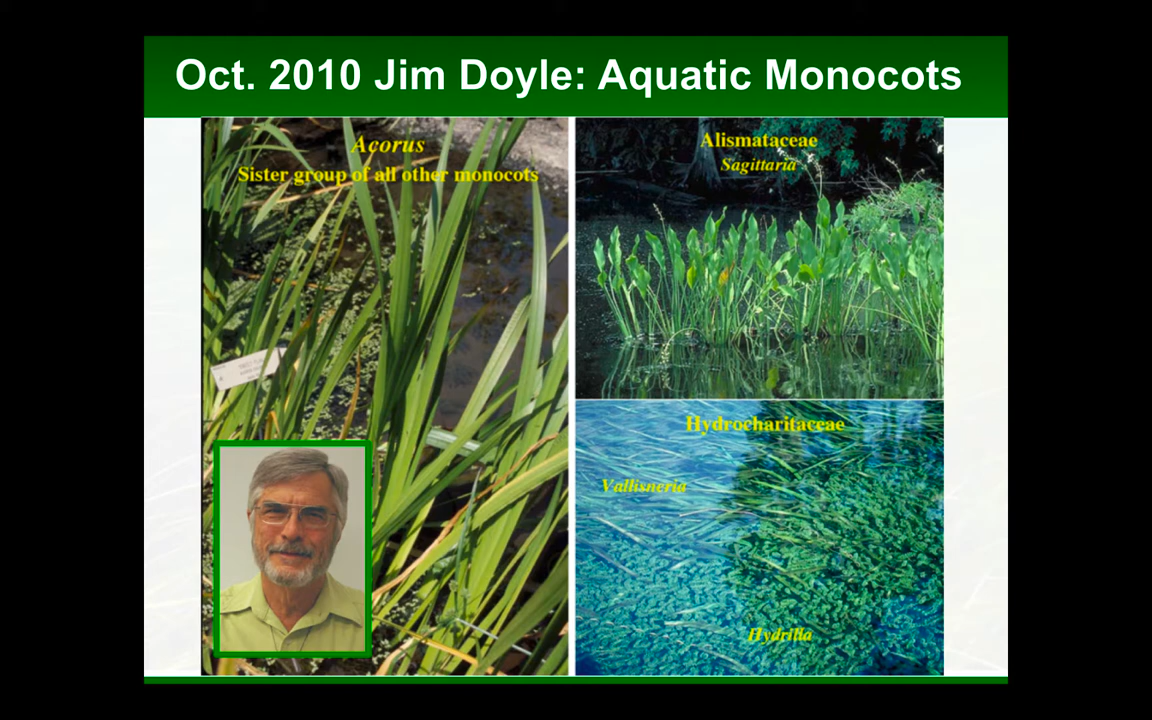 Oct. 2010 Jim Doyle: Aquatic Monocots
Acorus
Sister group of all other monocots
Alismataceae
Sagittaria
Hydrocharitaceae
Vallisneria
Hydrilla